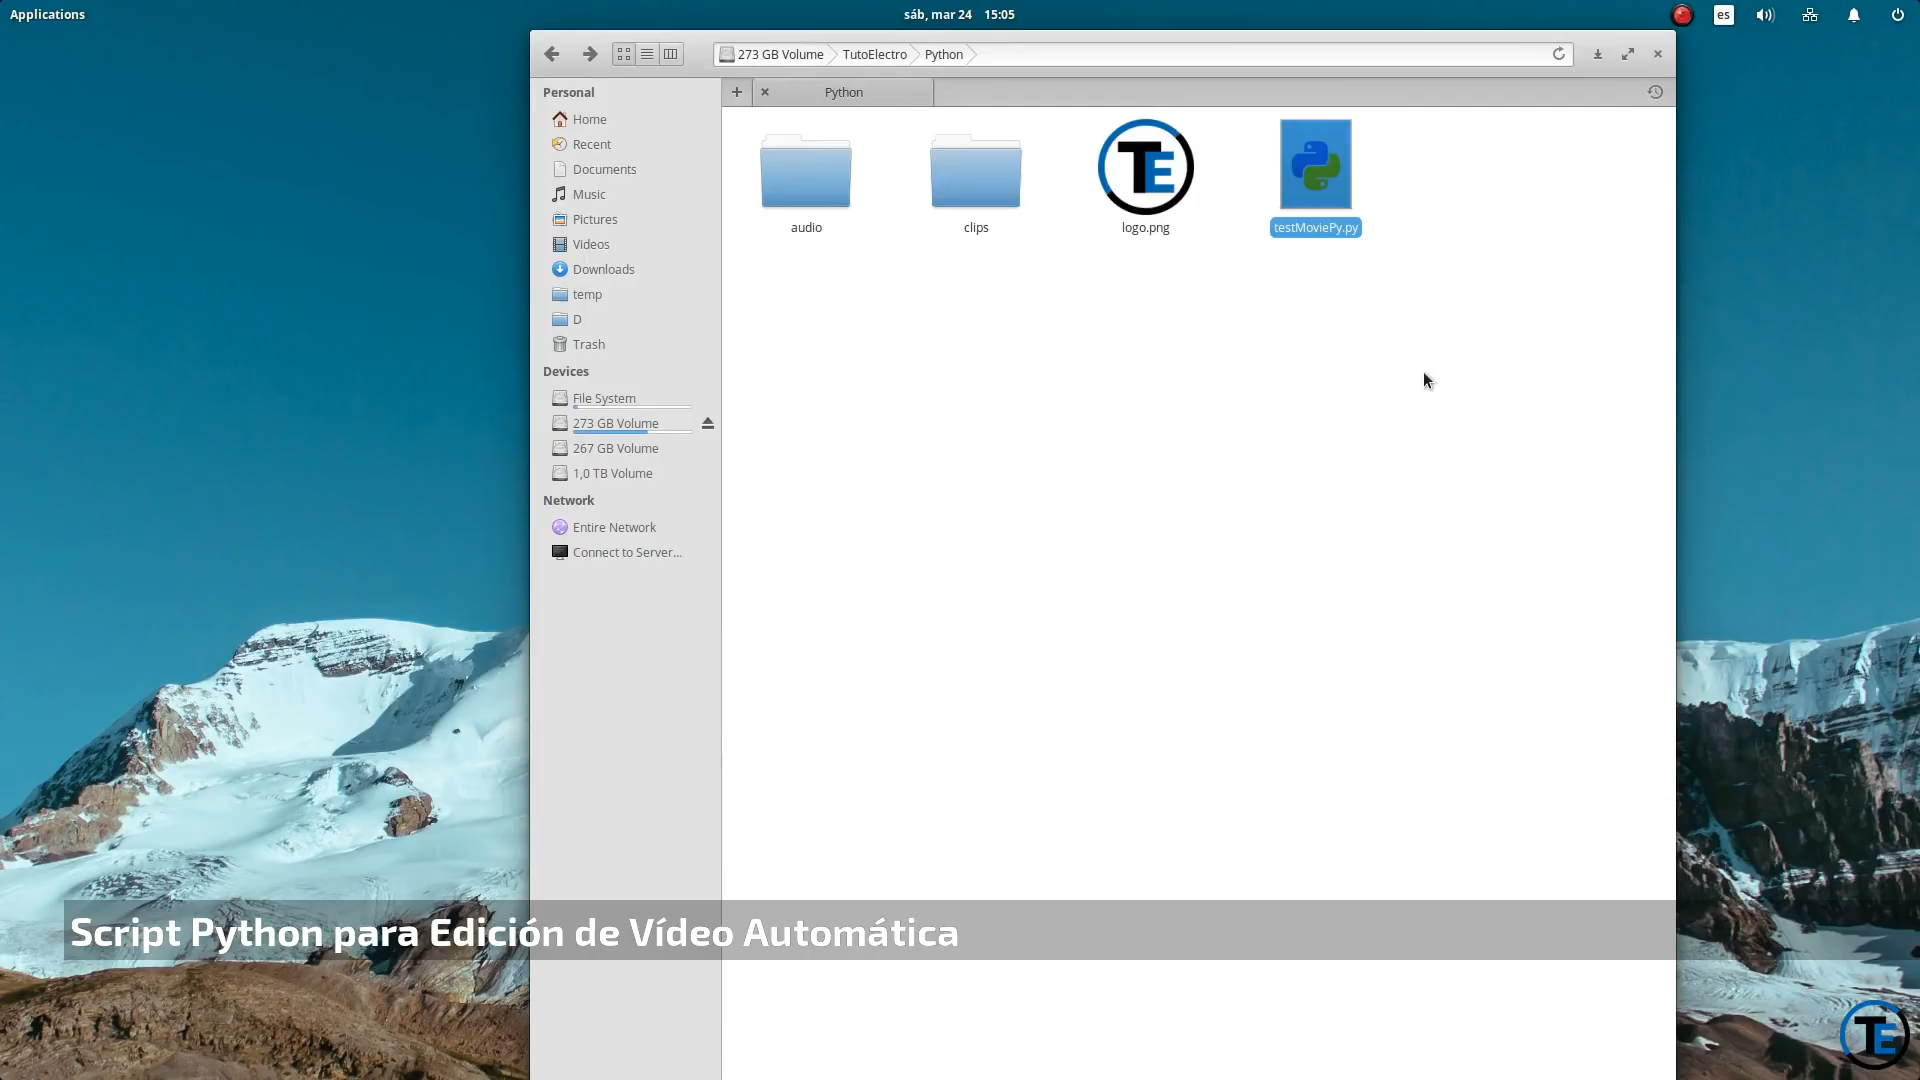 Applications
sáb, mar 24 15:05
es
273 GB Volume
TutoElectro
Python
Python
Personal
Home
Recent
Documents
Music
Pictures
Videos
Downloads
temp
D
Trash
Devices
File System
273 GB Volume
267 GB Volume
1,0 TB Volume
Network
Entire Network
Connect to Server...
TE
audio
clips
logo.png
testMoviePy.py
Script Python para Edición de Vídeo Automática
TE